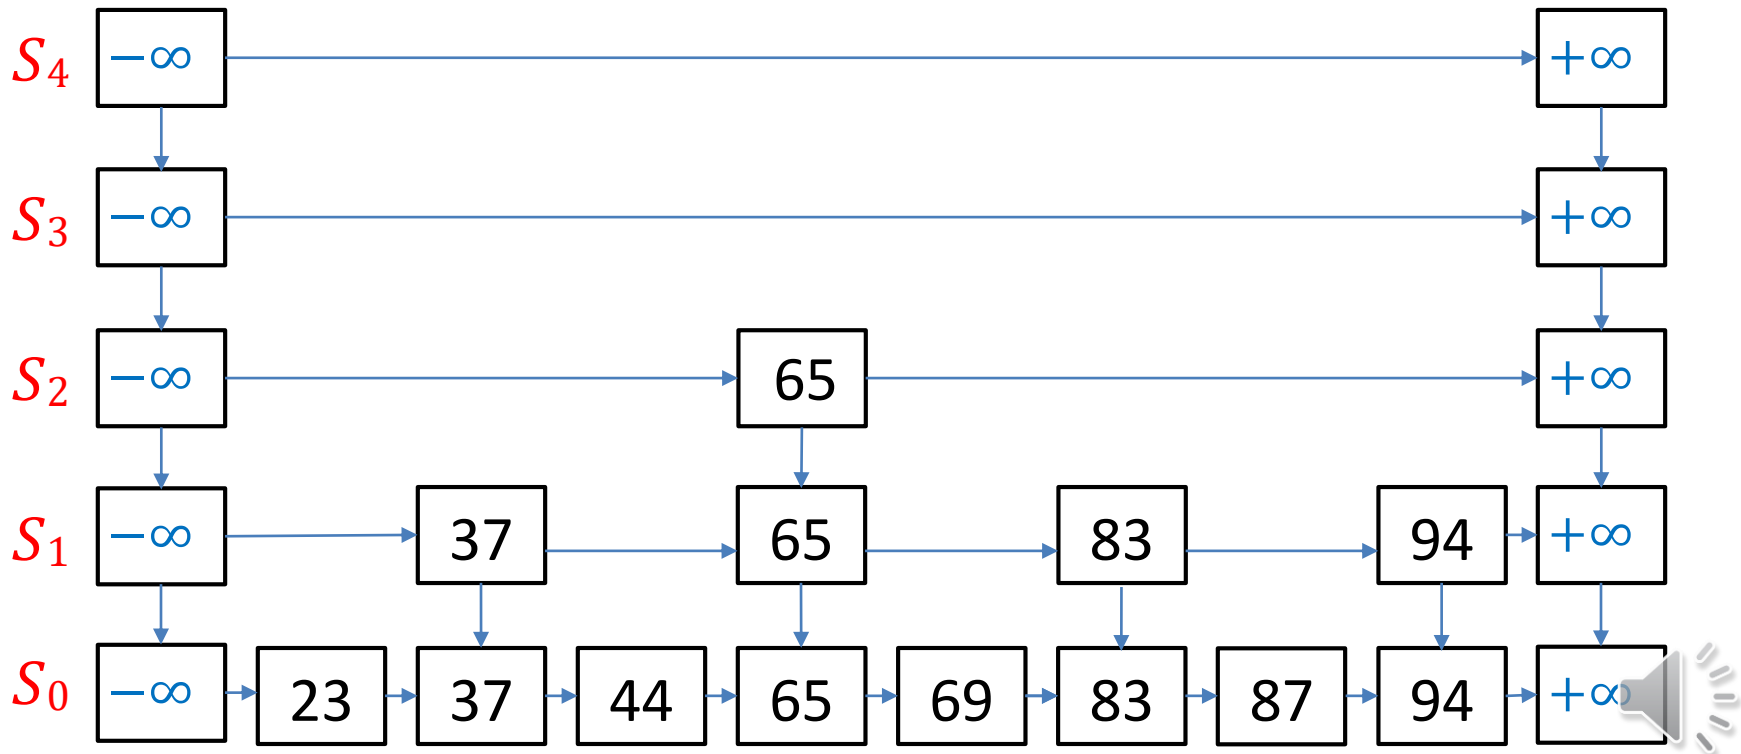 S4 −∞ +∞
S3 −∞ +∞
S2 −∞ 65 +∞
S1 −∞ 37 65 83 94 +∞
S0 −∞ 23 37 44 65 69 83 87 94 +∞